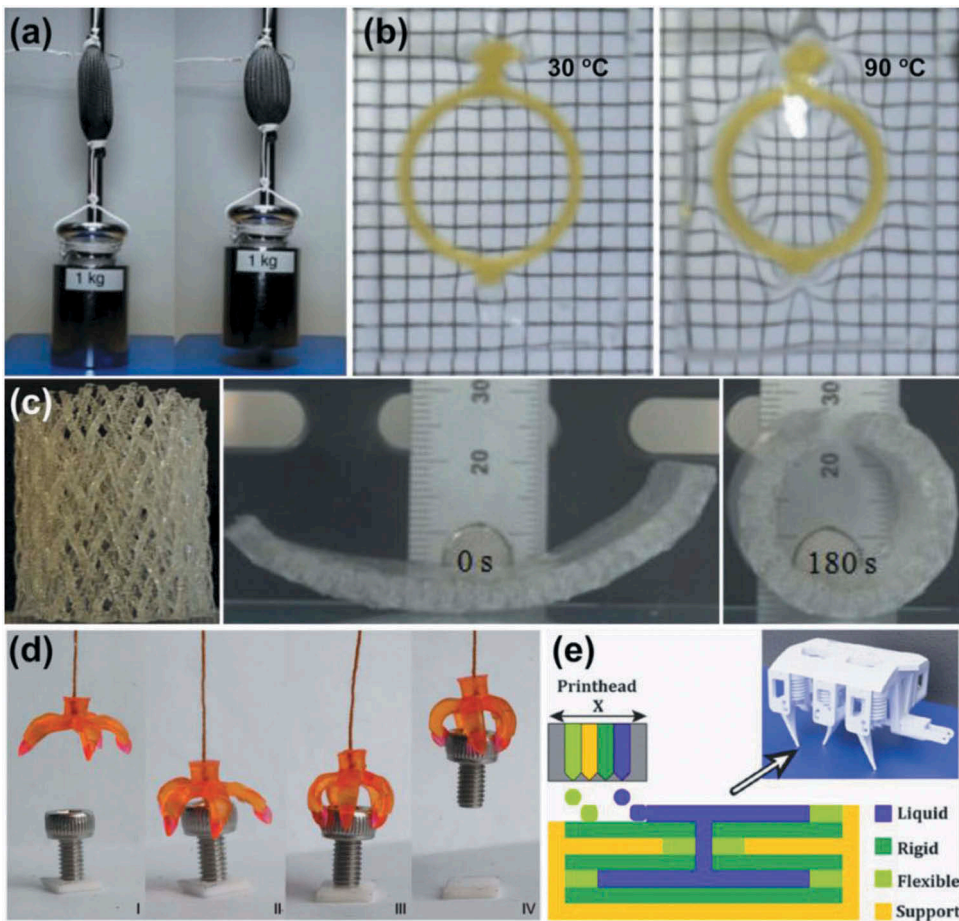 (a)
1 kg
1 kg
(b)
30 °C
90 °C
(c)
30
20
0 s
30
20
180 s
(d)
I
II
III
IV
(e)
Printhead
X
Liquid
Rigid
Flexible
Support